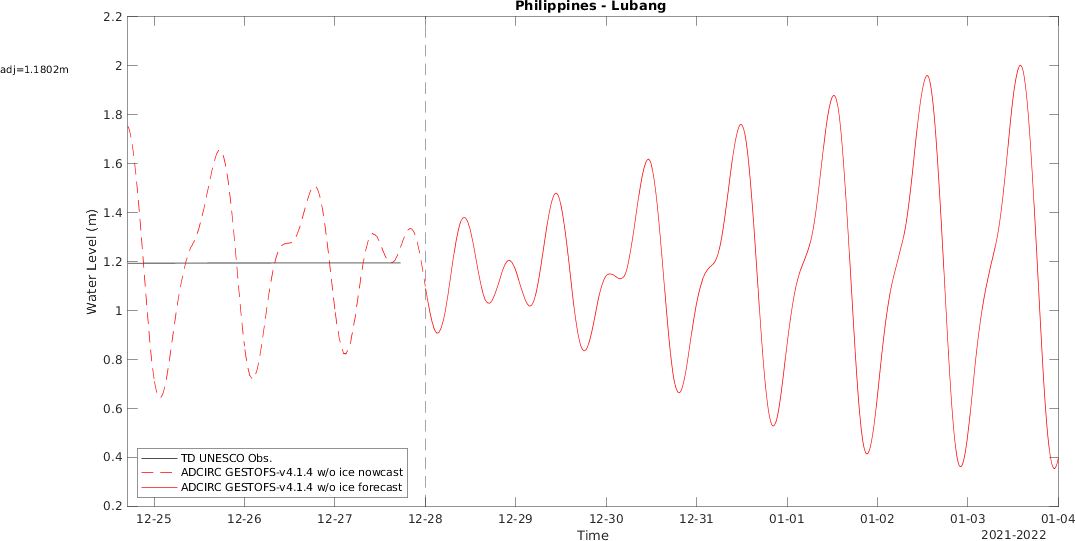 Philippines - Lubang
adj=1.1802m
2.2
2
1.8
1.6
1.4
1.2
1
0.8
0.6
0.4
0.2
Water Level (m)
TD UNESCO Obs.
ADCIRC GESTOFS-v4.1.4 w/o ice nowcast
ADCIRC GESTOFS-v4.1.4 w/o ice forecast
12-25 12-26 12-27 12-28 12-29 12-30 12-31 01-01 01-02 01-03 01-04
Time
2021-2022